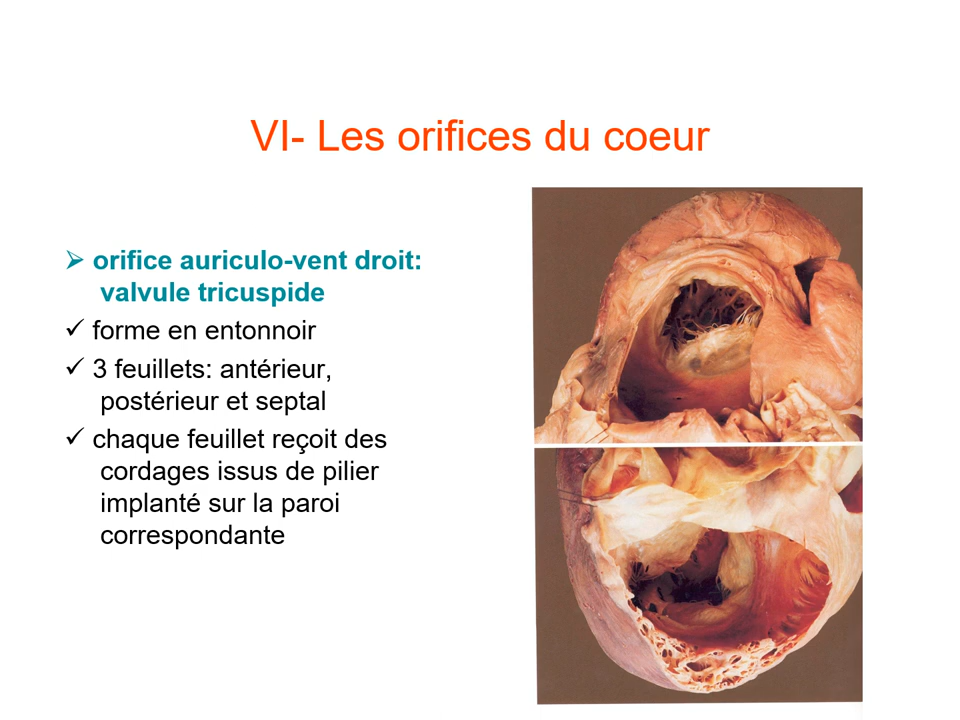 VI- Les orifices du coeur
➢ orifice auriculo-vent droit:
valvule tricuspide
✓ forme en entonnoir
✓ 3 feuillets: antérieur,
postérieur et septal
✓ chaque feuillet reçoit des
cordages issus de pilier
implanté sur la paroi
correspondante